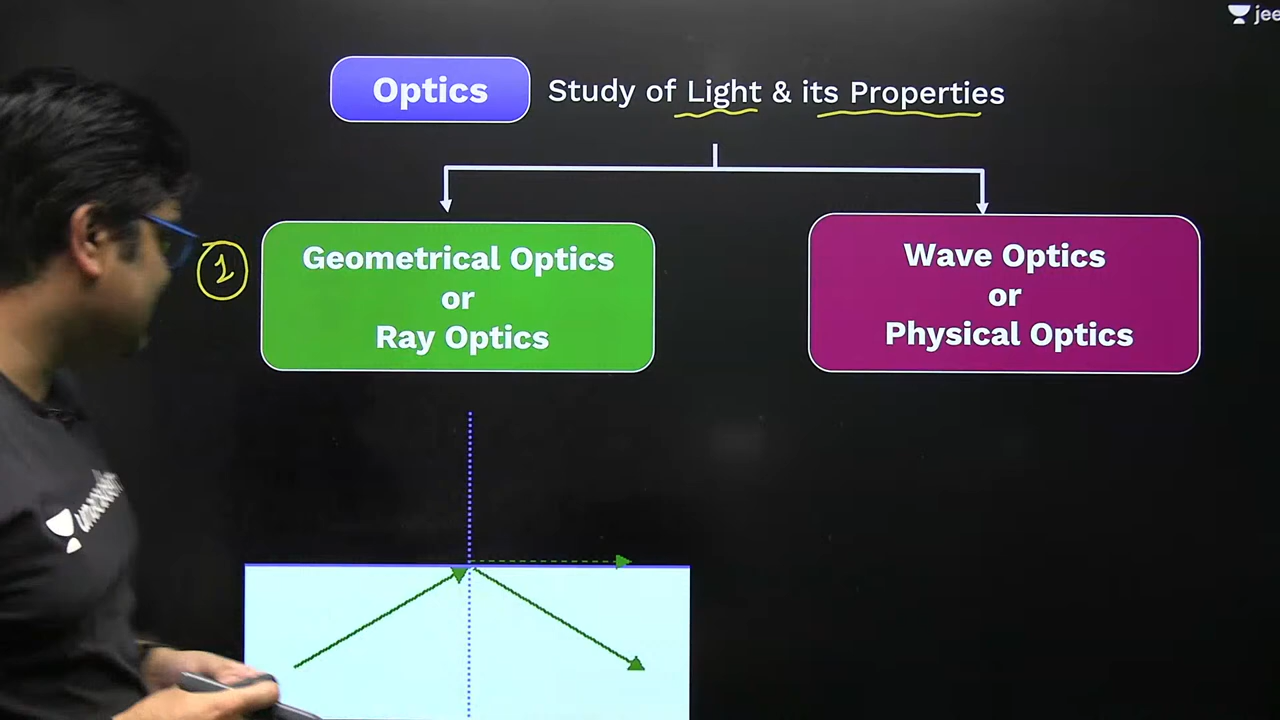 jee
Optics
Study of Light & its Properties
1
Geometrical Optics
or
Ray Optics
Wave Optics
or
Physical Optics